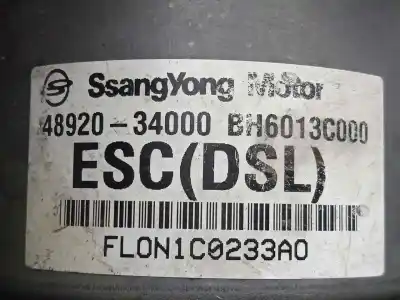 SsangYong Motor
48920-34000 BH6013C000
ESC(DSL)
FLON1C0233A0